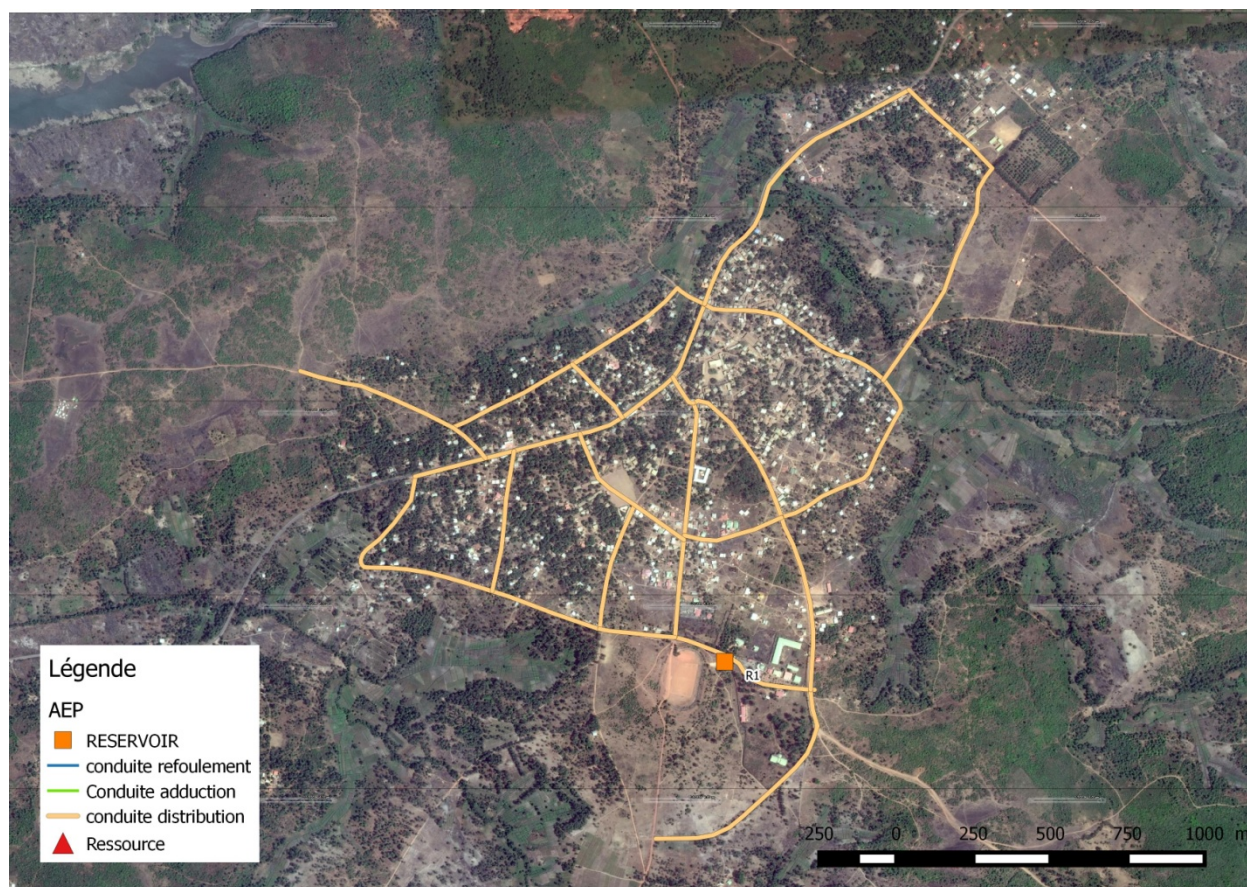 R1
Légende
AEP
RESERVOIR
conduite refoulement
Conduite adduction
conduite distribution
Ressource
250 0 250 500 750 1000 m